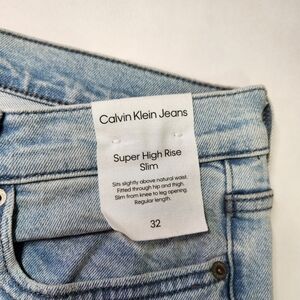 Calvin Klein Jeans
Super High Rise
Slim
Sits slightly above natural waist.
Fitted through hip and thigh.
Slim from knee to leg opening.
Regular length.
32